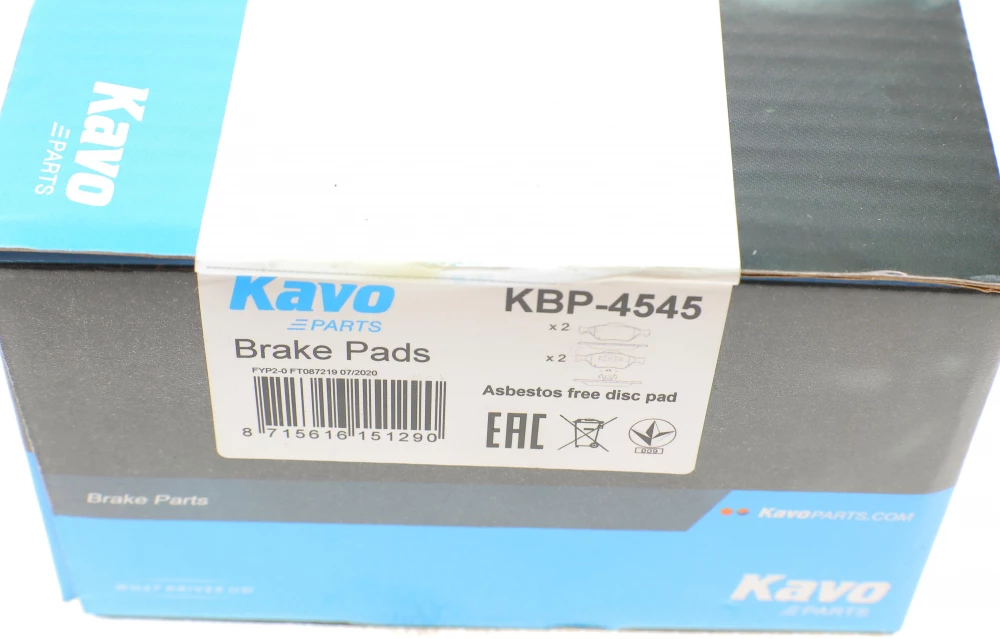 Kavo
PARTS
Kavo
PARTS
Brake Pads
FYP2-0 FT087219 07/2020
8 715616 151290
KBP-4545
x 2
x 2
Asbestos free disc pad
EAC
009
Brake Parts
KavoPARTS.COM
Kavo
PARTS